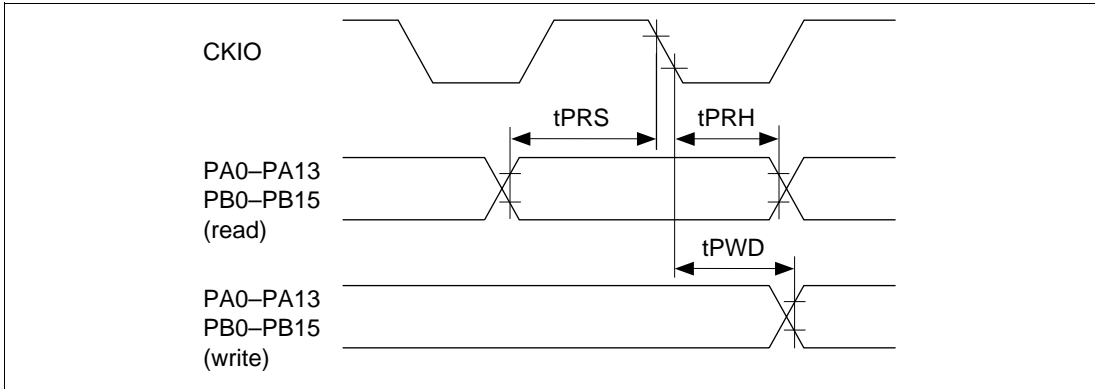 CKIO
tPRS
tPRH
PA0–PA13
PB0–PB15
(read)
tPWD
PA0–PA13
PB0–PB15
(write)